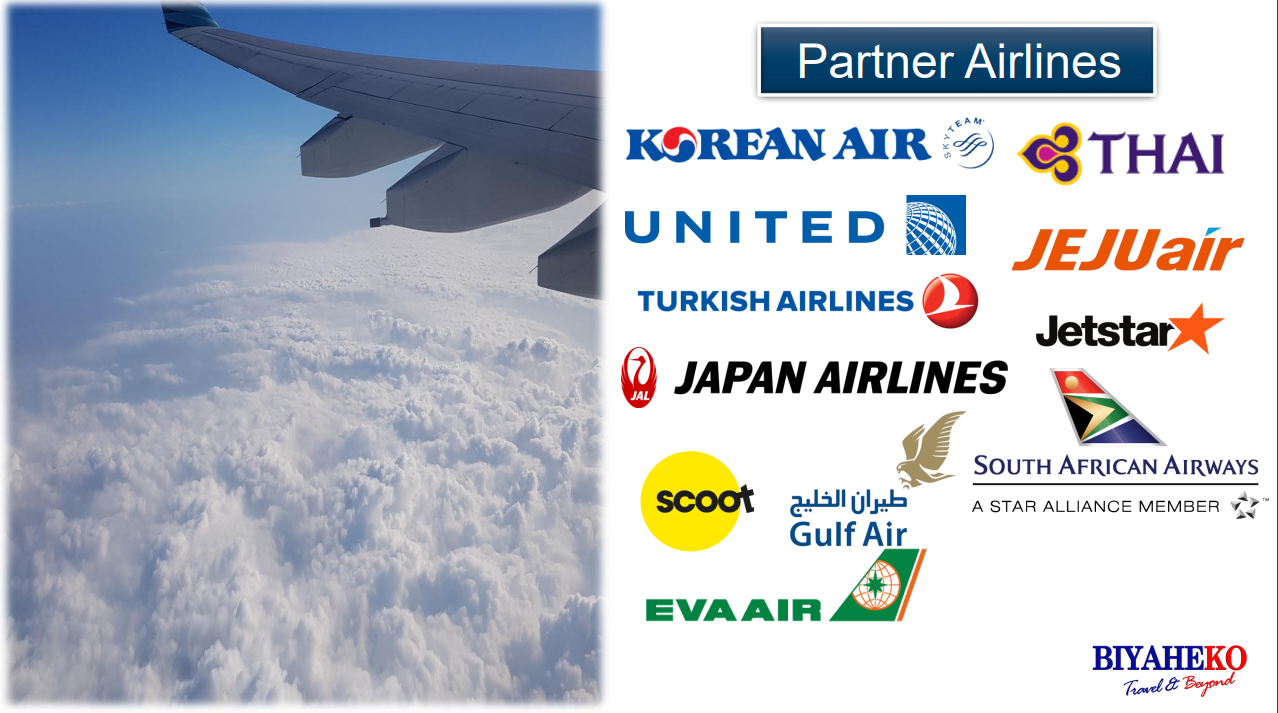 Partner Airlines
KOREAN AIR
SKYTEAM
THAI
UNITED
JEJUair
TURKISH AIRLINES
Jetstar
JAL
JAPAN AIRLINES
SOUTH AFRICAN AIRWAYS
A STAR ALLIANCE MEMBER ™
scoot
طيران الخليج
Gulf Air
EVA AIR
BIYAHEKO
Travel & Beyond